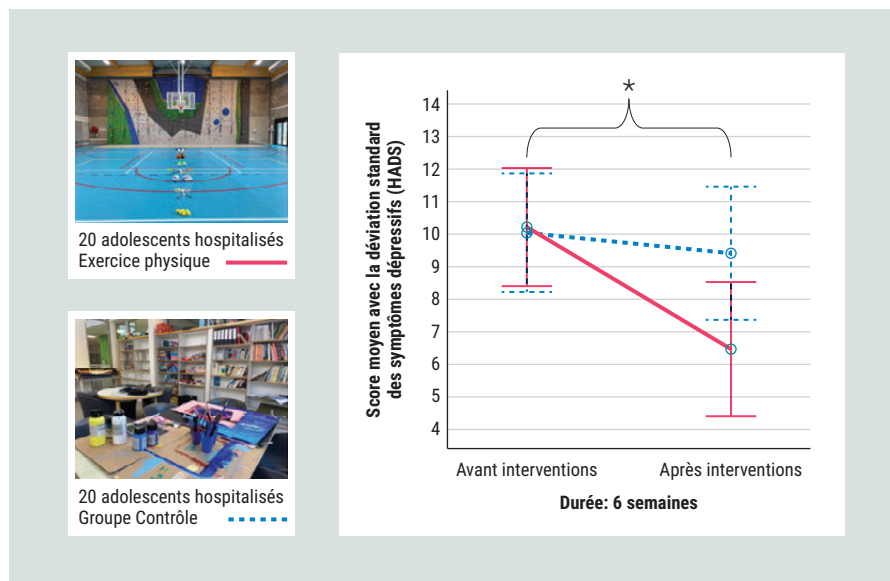 20 adolescents hospitalisés
Exercice physique
20 adolescents hospitalisés
Groupe Contrôle
Score moyen avec la déviation standard
des symptômes dépressifs (HADS)
*
14
13
12
11
10
9
8
7
6
5
4
Avant interventions
Après interventions
Durée: 6 semaines